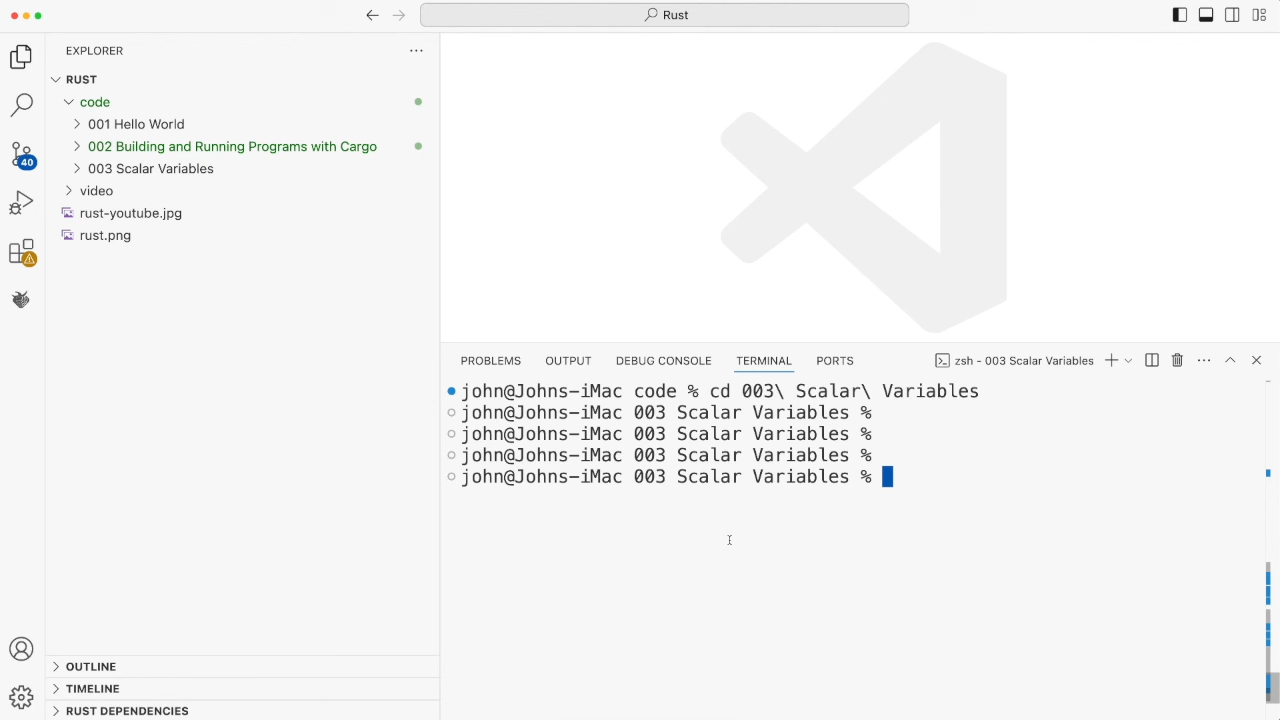 Rust
EXPLORER
RUST
code
001 Hello World
002 Building and Running Programs with Cargo
003 Scalar Variables
video
rust-youtube.jpg
rust.png
40
OUTLINE
TIMELINE
RUST DEPENDENCIES
PROBLEMS OUTPUT DEBUG CONSOLE TERMINAL PORTS zsh - 003 Scalar Variables
john@Johns-iMac code % cd 003\ Scalar\ Variables
john@Johns-iMac 003 Scalar Variables %
john@Johns-iMac 003 Scalar Variables %
john@Johns-iMac 003 Scalar Variables %
john@Johns-iMac 003 Scalar Variables %